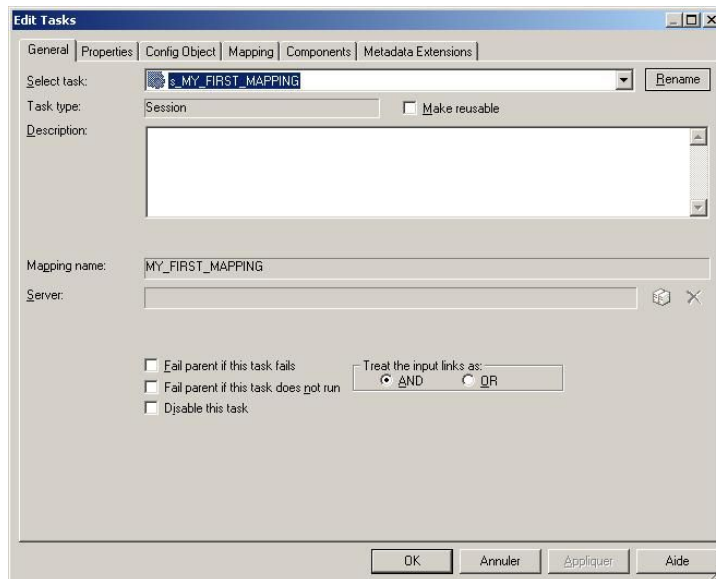 Edit Tasks
General Properties Config Object Mapping Components Metadata Extensions
Select task: s_MY_FIRST_MAPPING Rename
Task type: Session Make reusable
Description:
Mapping name: MY_FIRST_MAPPING
Server:
Fail parent if this task fails Treat the input links as:
Fail parent if this task does not run AND OR
Disable this task
OK Annuler Appliquer Aide